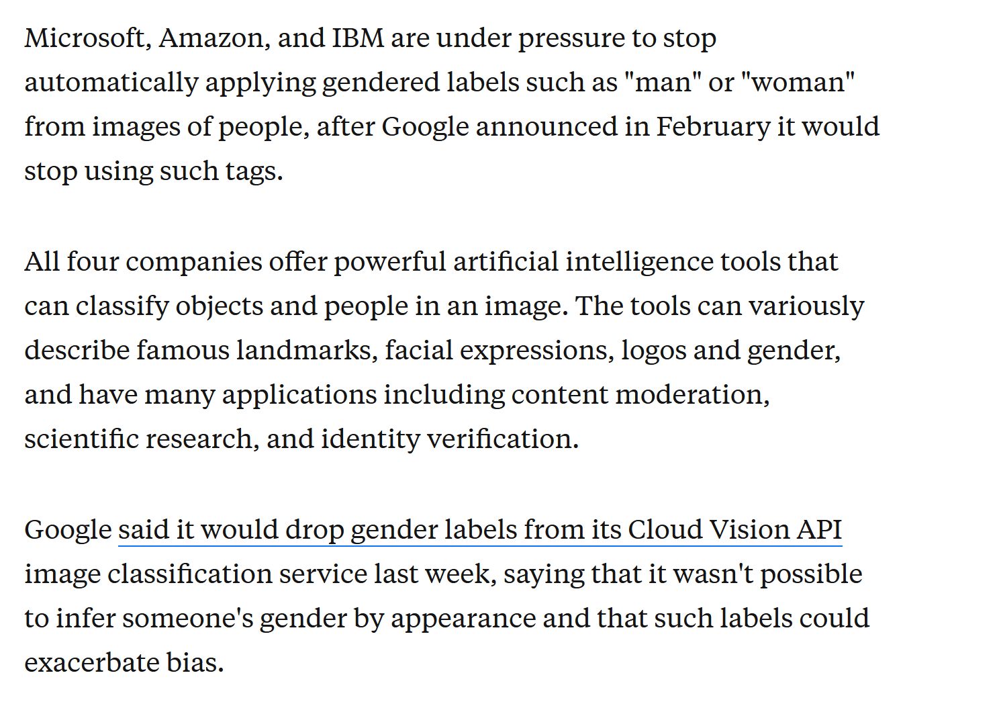 Microsoft, Amazon, and IBM are under pressure to stop
automatically applying gendered labels such as "man" or "woman"
from images of people, after Google announced in February it would
stop using such tags.
All four companies offer powerful artificial intelligence tools that
can classify objects and people in an image. The tools can variously
describe famous landmarks, facial expressions, logos and gender,
and have many applications including content moderation,
scientific research, and identity verification.
Google said it would drop gender labels from its Cloud Vision API
image classification service last week, saying that it wasn't possible
to infer someone's gender by appearance and that such labels could
exacerbate bias.